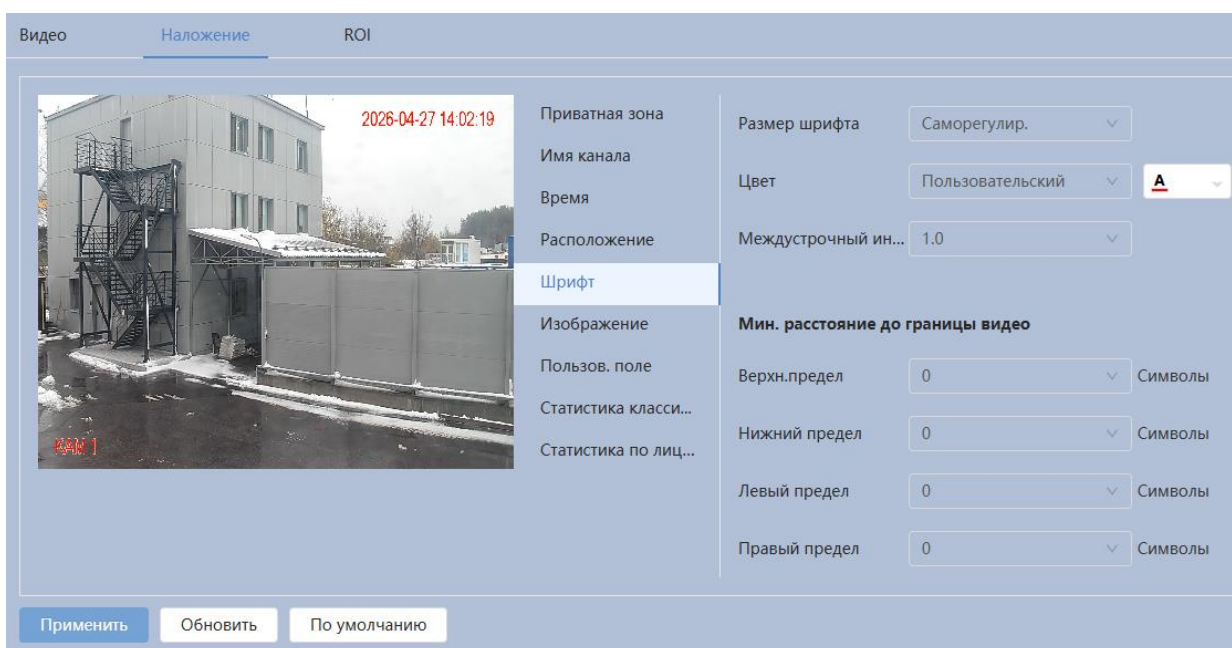 Видео Наложение ROI
2026-04-27 14:02:19
КАМ 1
Приватная зона
Имя канала
Время
Расположение
Шрифт
Изображение
Пользов. поле
Статистика класси...
Статистика по лиц...
Размер шрифта Саморегулир.
Цвет Пользовательский A
Междустрочный ин... 1.0
Мин. расстояние до границы видео
Верхн.предел 0 Символы
Нижний предел 0 Символы
Левый предел 0 Символы
Правый предел 0 Символы
Применить Обновить По умолчанию